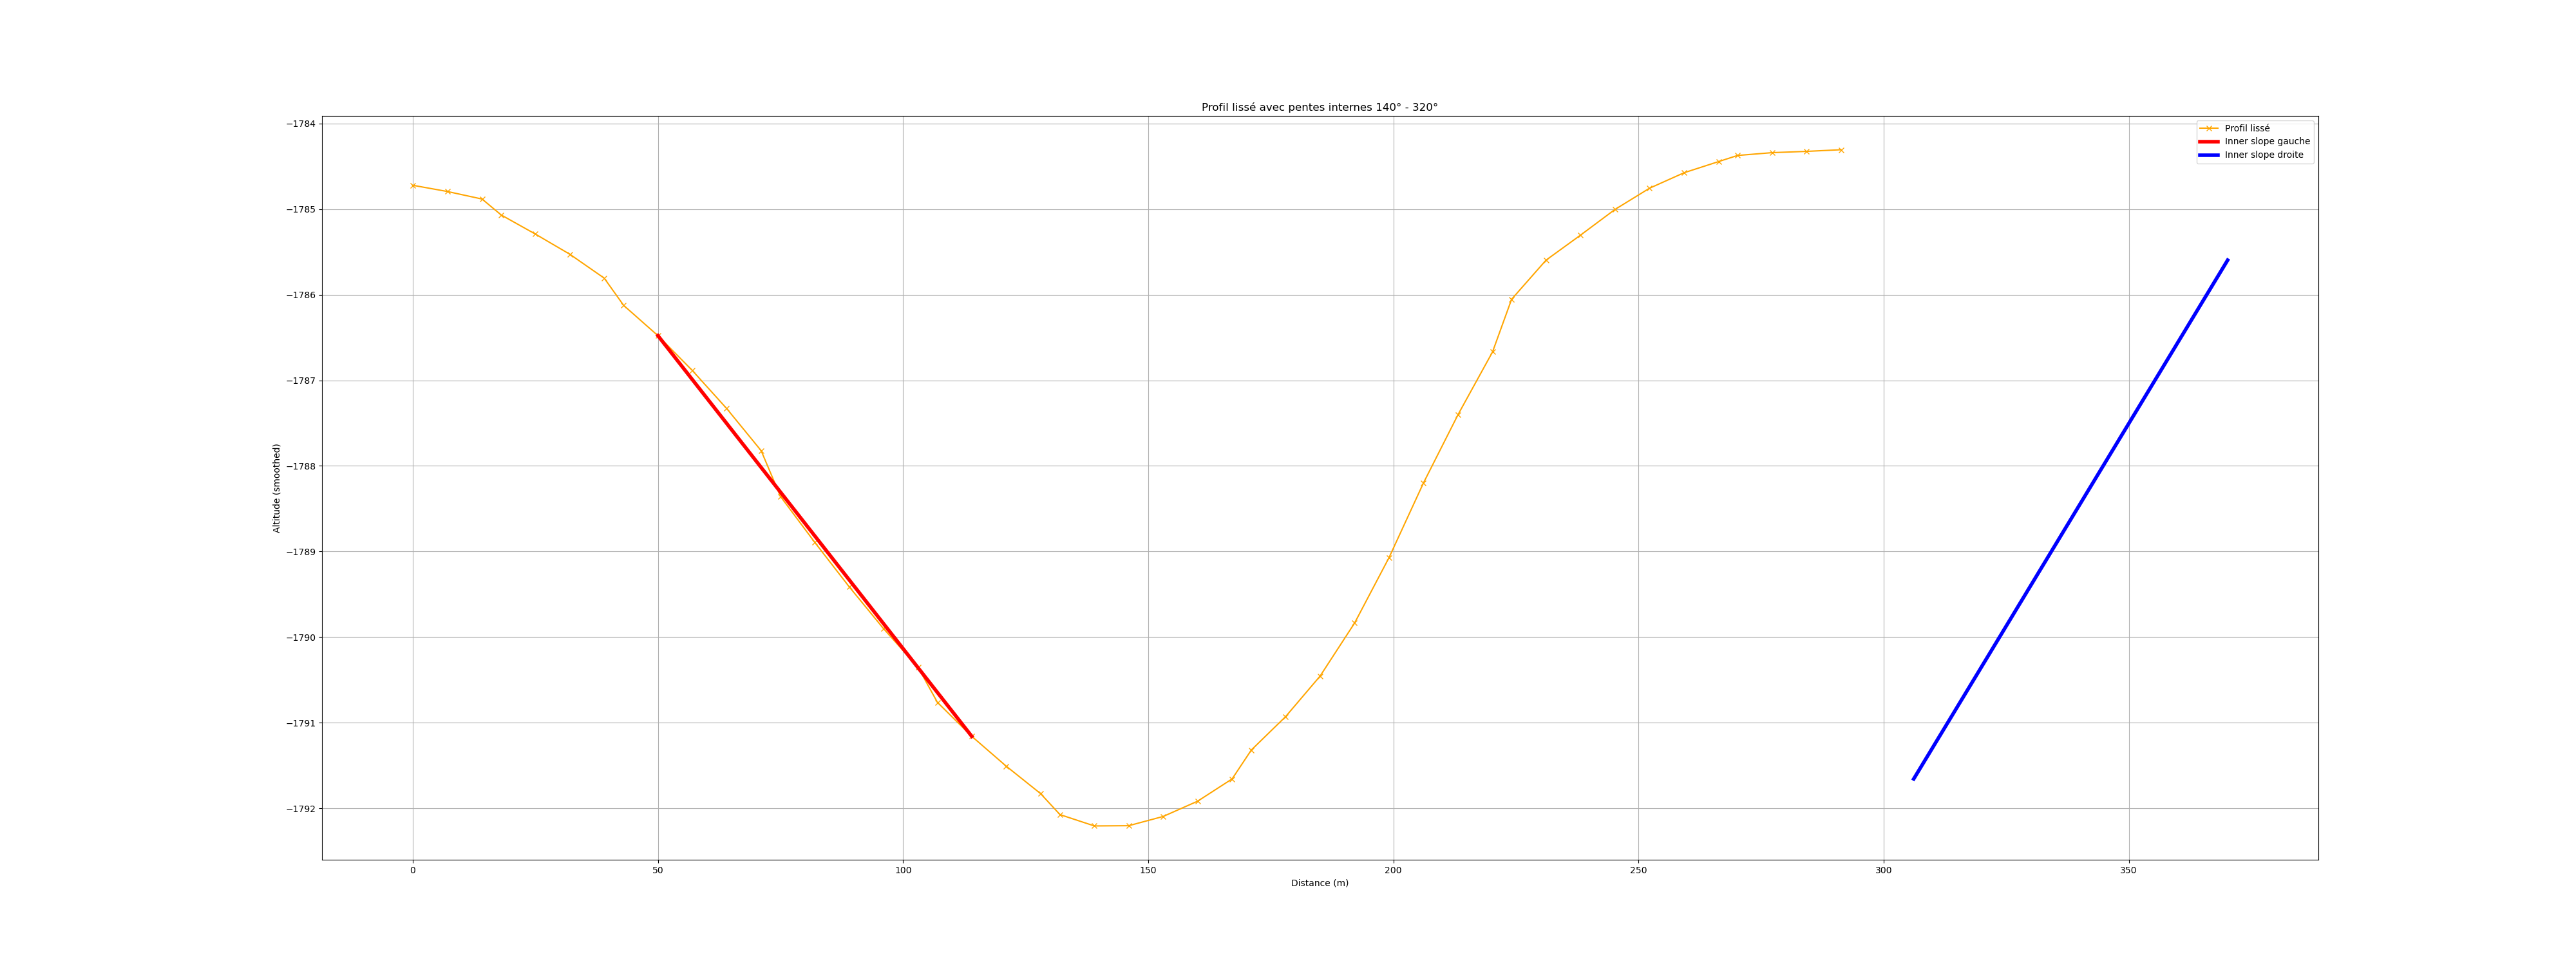 Profil lissé avec pentes internes 140° - 320°
Profil lissé
Inner slope gauche
Inner slope droite
Altitude (smoothed)
−1784
−1785
−1786
−1787
−1788
−1789
−1790
−1791
−1792
0
50
100
150
200
250
300
350
Distance (m)